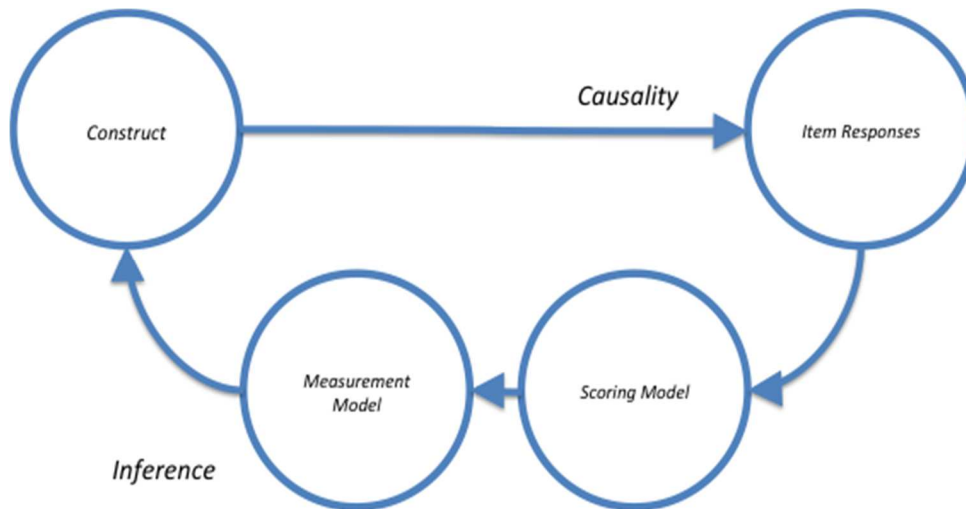 Causality
Construct
Item Responses
Measurement
Model
Scoring Model
Inference